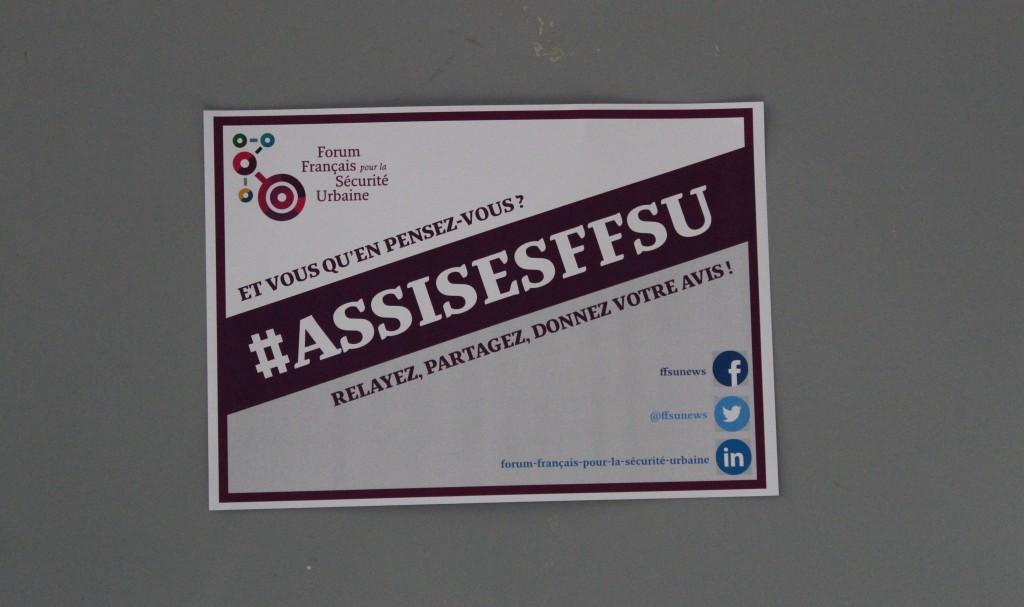 Forum
Français pour la
Sécurité
Urbaine
ET VOUS QU'EN PENSEZ-VOUS ?
#ASSISESFFSU
RELAYEZ, PARTAGEZ, DONNEZ VOTRE AVIS !
ffsunews
@ffsunews
forum-français-pour-la-sécurité-urbaine